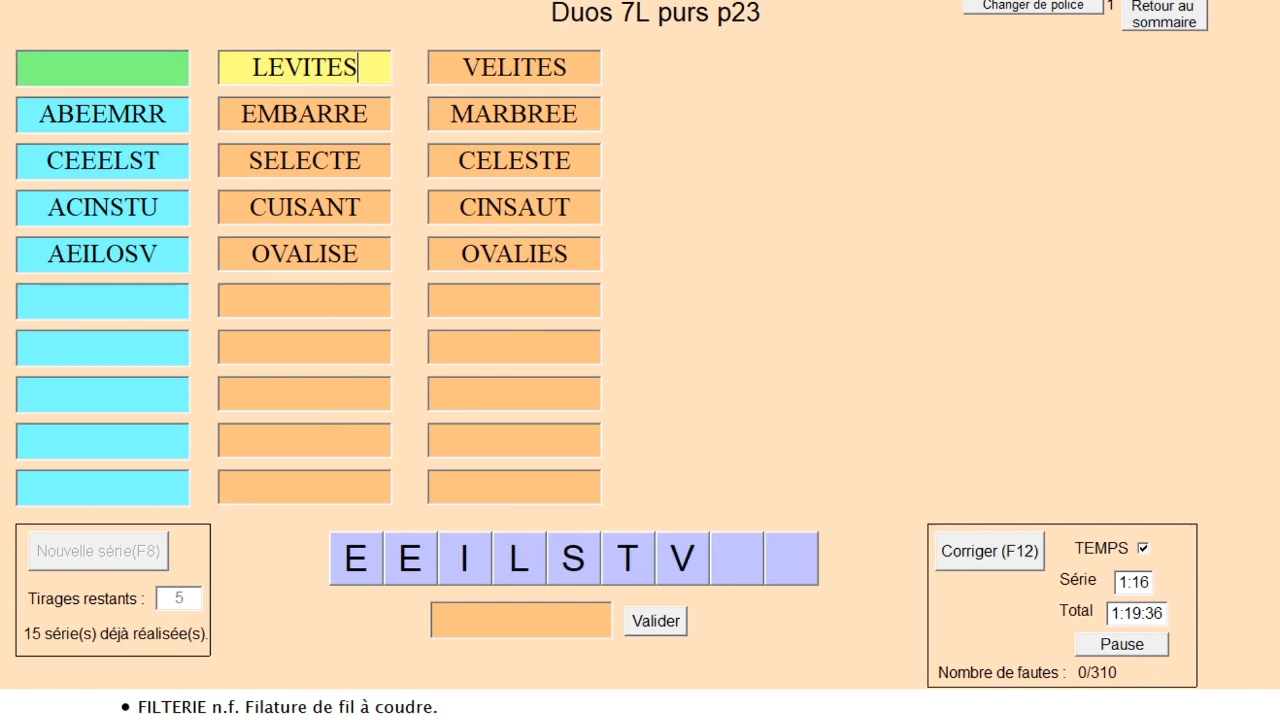 Duos 7L purs p23
Changer de police 1
Retour au
sommaire
LEVITES VELITES
ABEEMRR EMBARRE MARBREE
CEEELST SELECTE CELESTE
ACINSTU CUISANT CINSAUT
AEILOSV OVALISE OVALIES
Nouvelle série(F8)
Tirages restants : 5
15 série(s) déjà réalisée(s).
E E I L S T V
Valider
Corriger (F12)
TEMPS
Série 1:16
Total 1:19:36
Pause
Nombre de fautes : 0/310
• FILTERIE n.f. Filature de fil à coudre.